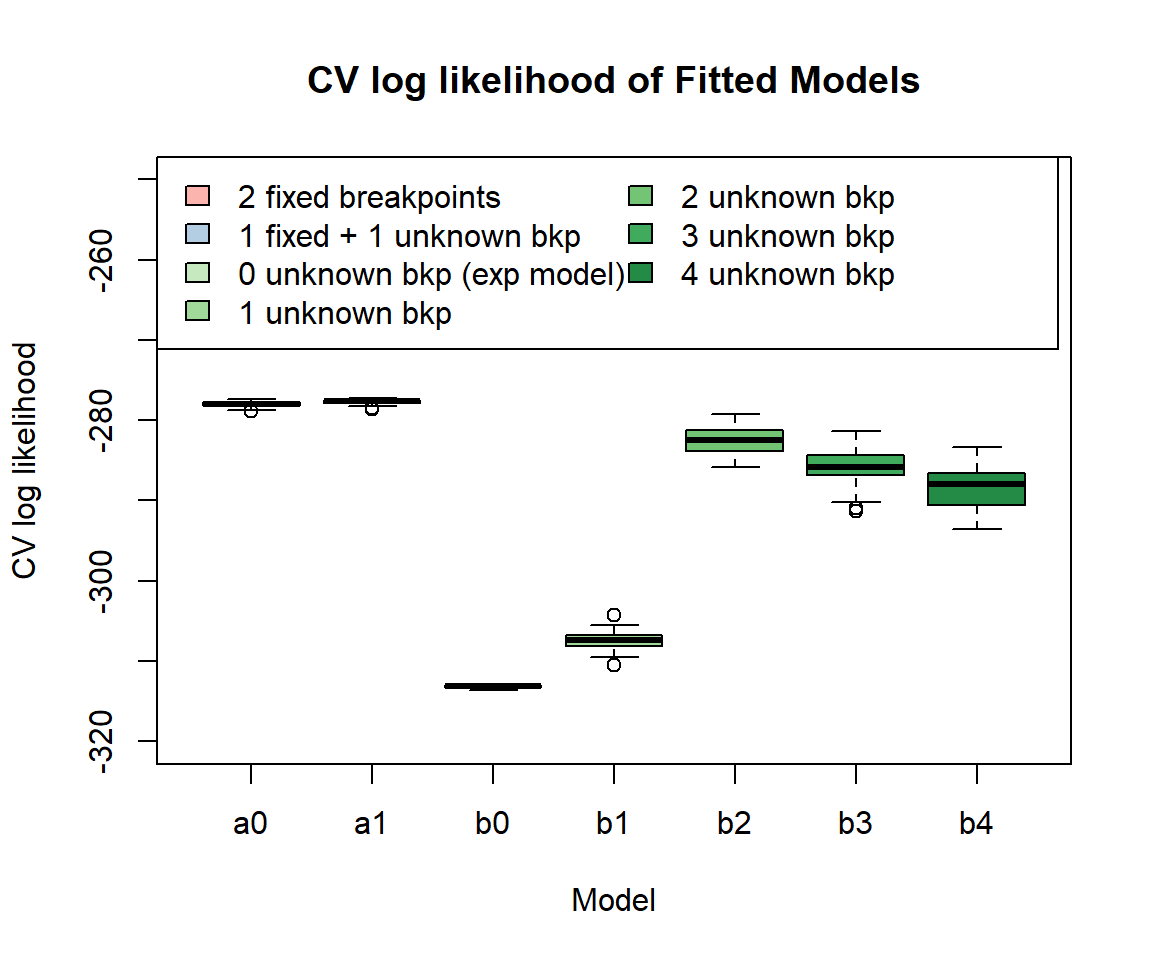 CV log likelihood of Fitted Models
2 fixed breakpoints
1 fixed + 1 unknown bkp
0 unknown bkp (exp model)
1 unknown bkp
2 unknown bkp
3 unknown bkp
4 unknown bkp
CV log likelihood
-260
-280
-300
-320
a0 a1 b0 b1 b2 b3 b4
Model